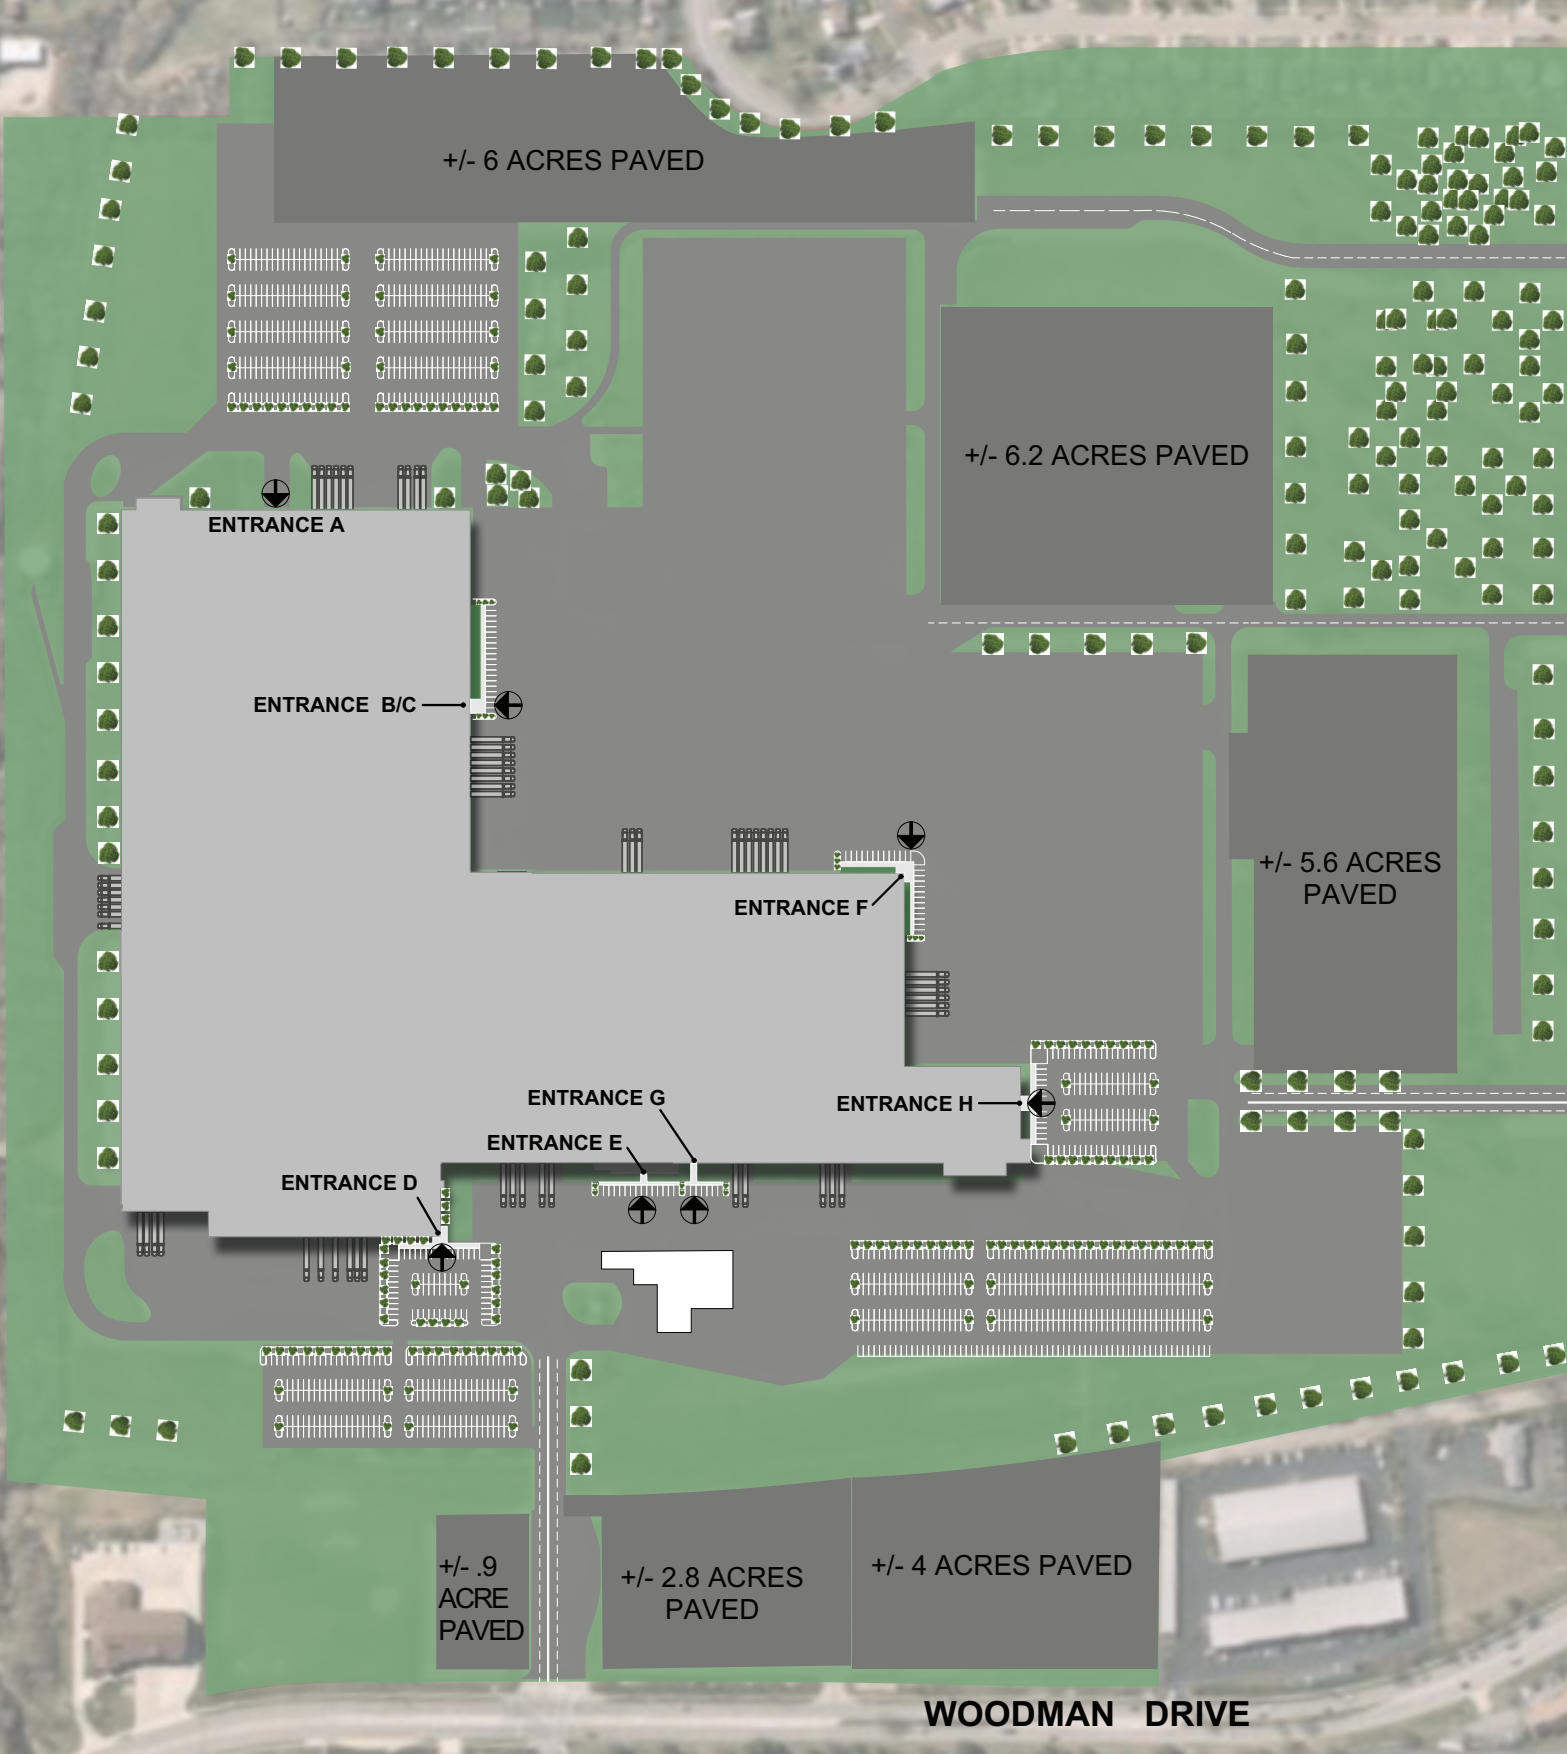 +/- 6 ACRES PAVED
+/- 6.2 ACRES PAVED
ENTRANCE A
ENTRANCE B/C
+/- 5.6 ACRES
PAVED
ENTRANCE F
ENTRANCE G
ENTRANCE H
ENTRANCE E
ENTRANCE D
+/- .9
ACRE
PAVED
+/- 2.8 ACRES
PAVED
+/- 4 ACRES PAVED
WOODMAN DRIVE